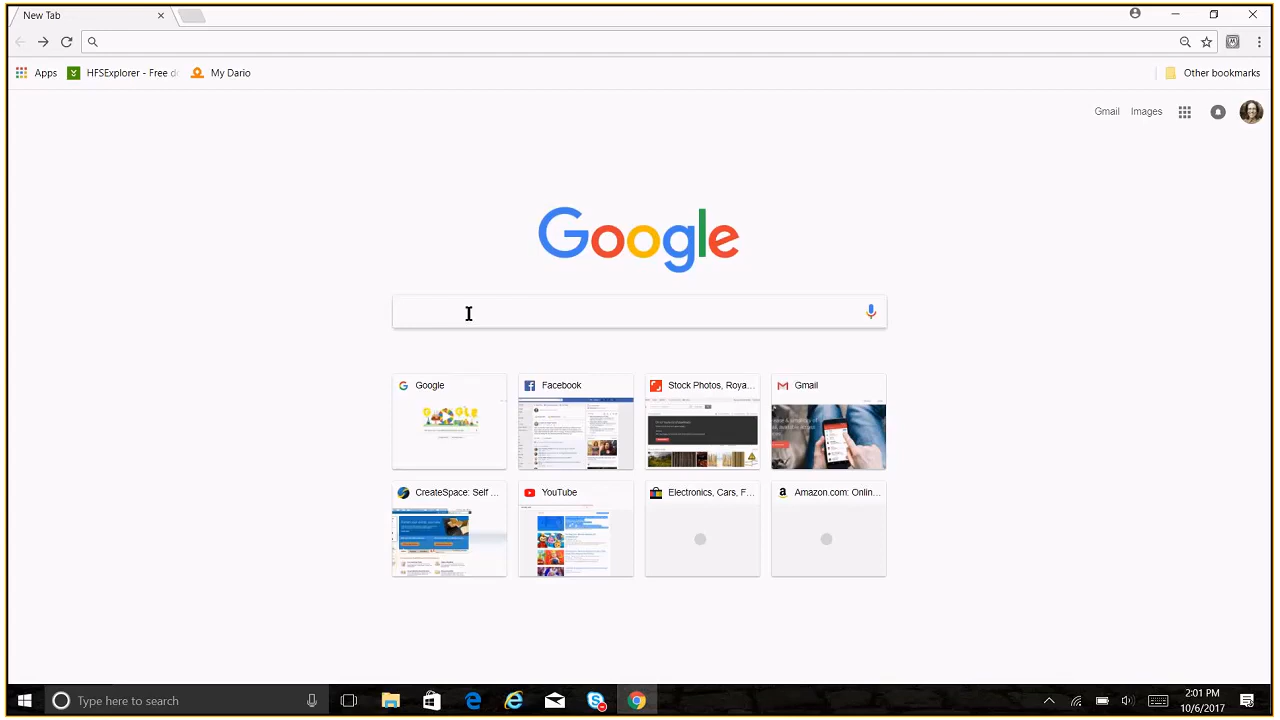 New Tab
Apps
HFSExplorer - Free d
My Dario
Other bookmarks
Gmail
Images
Google
Google
Facebook
Stock Photos, Roya...
Gmail
CreateSpace: Self ...
YouTube
Electronics, Cars, F...
Amazon.com: Onlin...
Type here to search
2:01 PM
10/6/2017